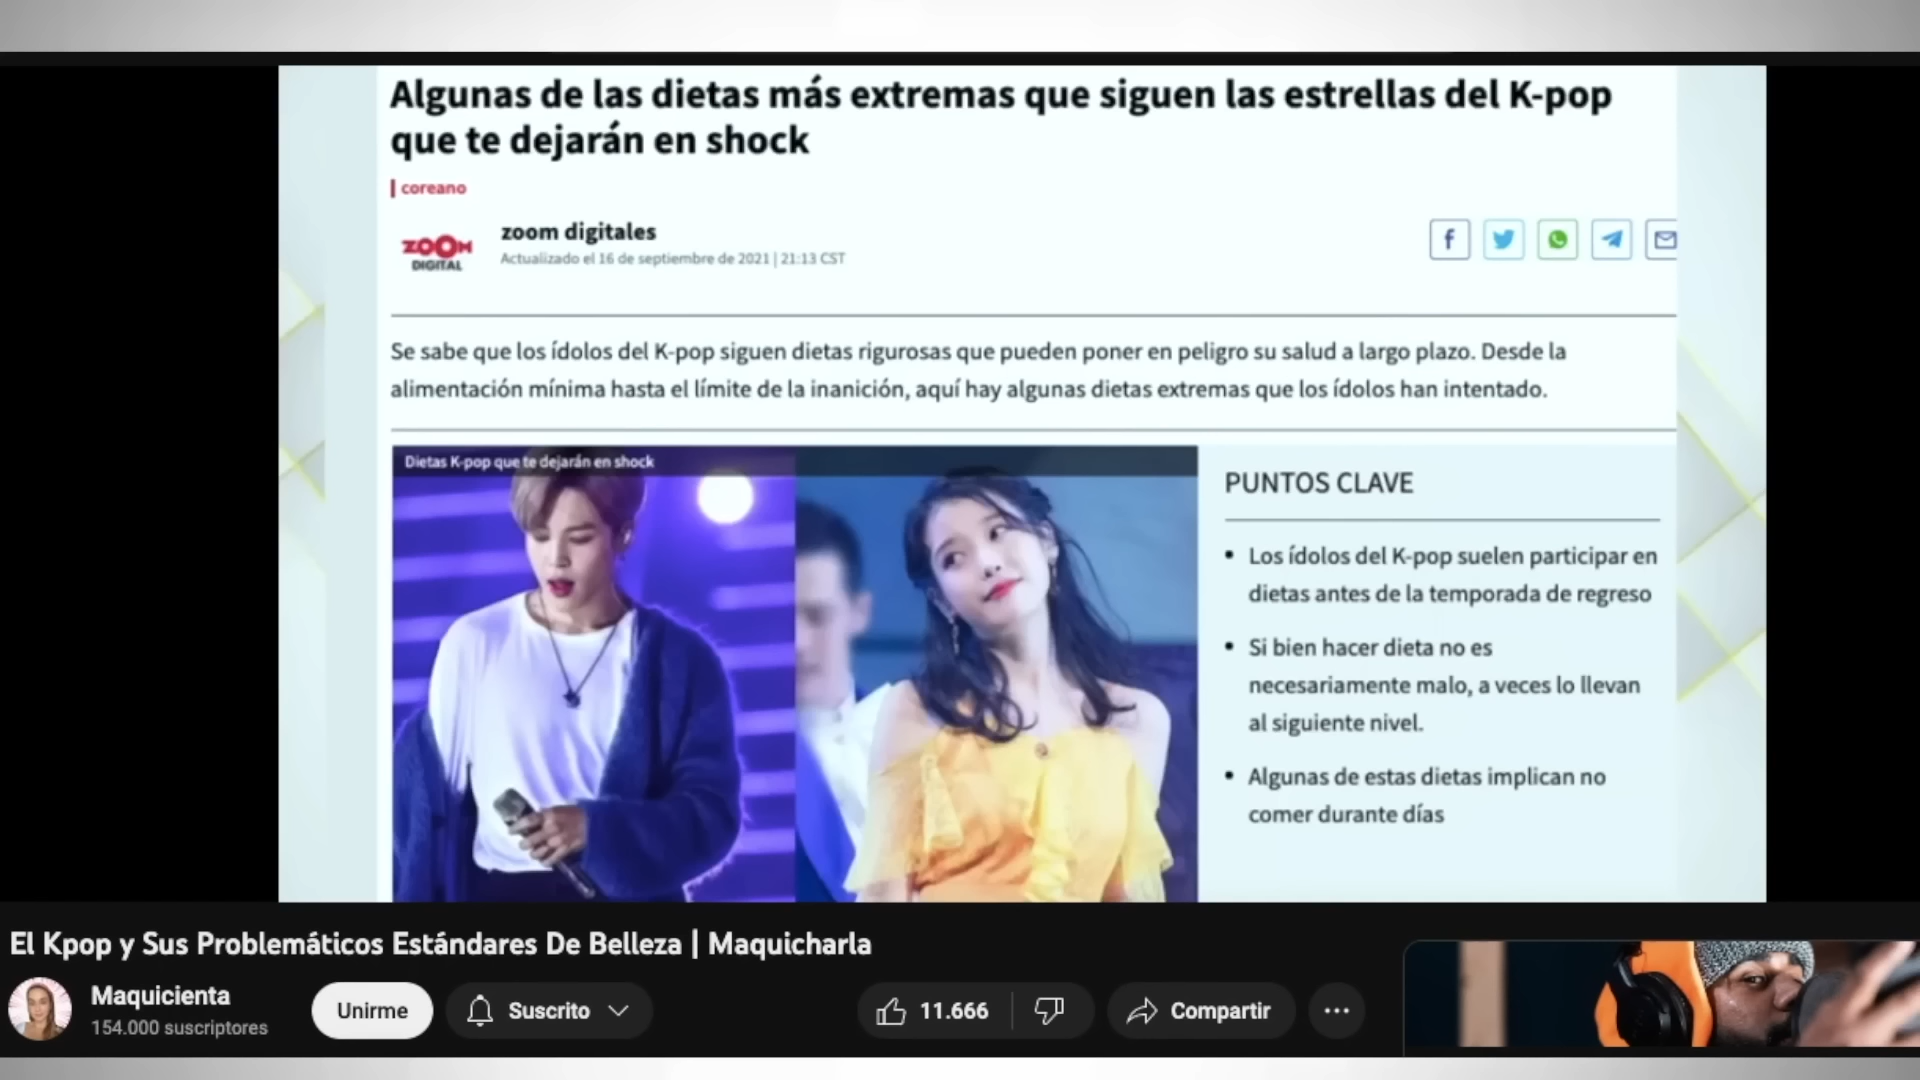 Algunas de las dietas más extremas que siguen las estrellas del K-pop
que te dejarán en shock
coreano
ZOOM
DIGITAL
zoom digitales
Actualizado el 16 de septiembre de 2021 | 21:13 CST
Se sabe que los ídolos del K-pop siguen dietas rigurosas que pueden poner en peligro su salud a largo plazo. Desde la
alimentación mínima hasta el límite de la inanición, aquí hay algunas dietas extremas que los ídolos han intentado.
Dietas K-pop que te dejarán en shock
PUNTOS CLAVE
• Los ídolos del K-pop suelen participar en
dietas antes de la temporada de regreso
• Si bien hacer dieta no es
necesariamente malo, a veces lo llevan
al siguiente nivel.
• Algunas de estas dietas implican no
comer durante días
El Kpop y Sus Problemáticos Estándares De Belleza | Maquicharla
Maquicienta
154.000 suscriptores
Unirme
Suscrito
11.666
Compartir